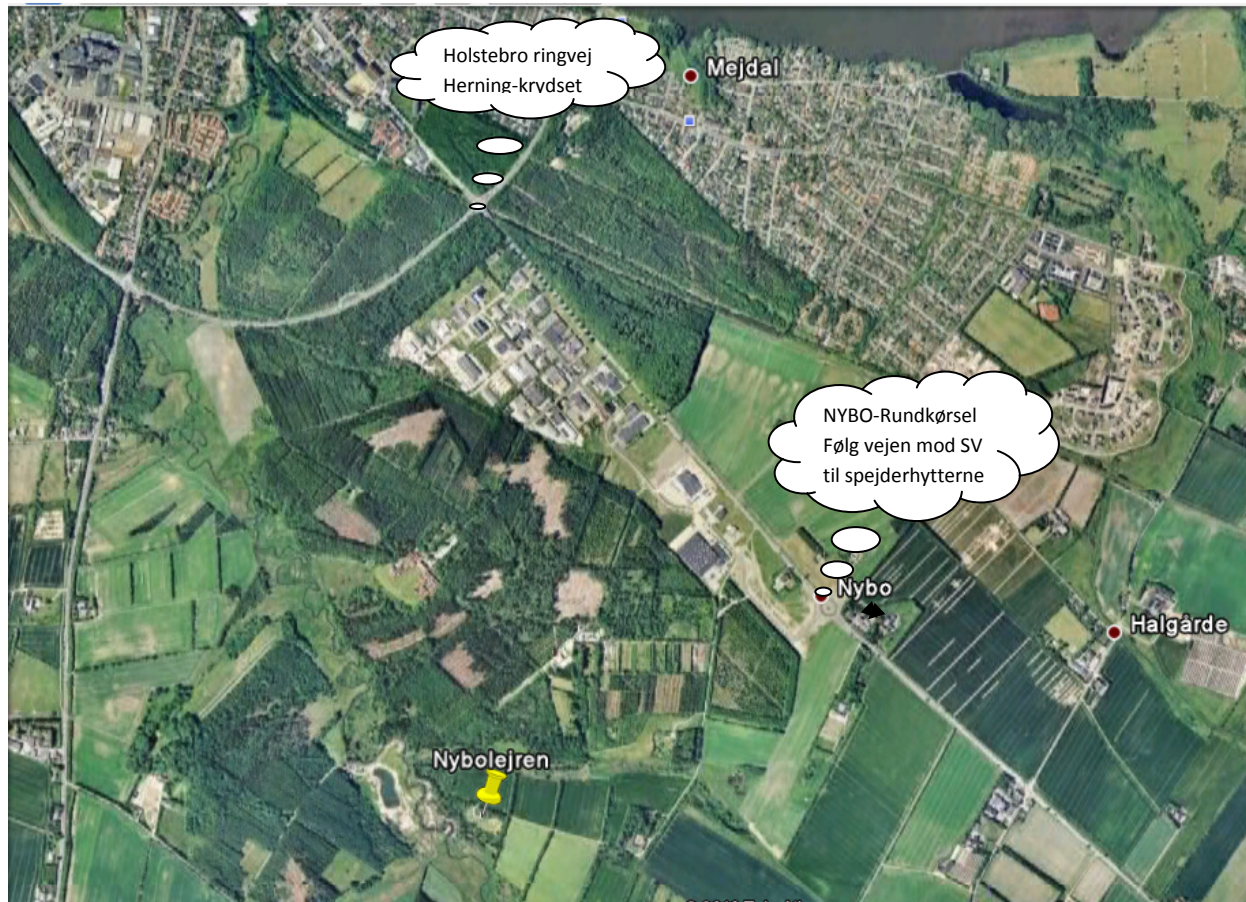 Holstebro ringvej
Herning-krydset
Mejdal
NYBO-Rundkørsel
Følg vejen mod SV
til spejderhytterne
Nybo
Halgårde
Nybolejren